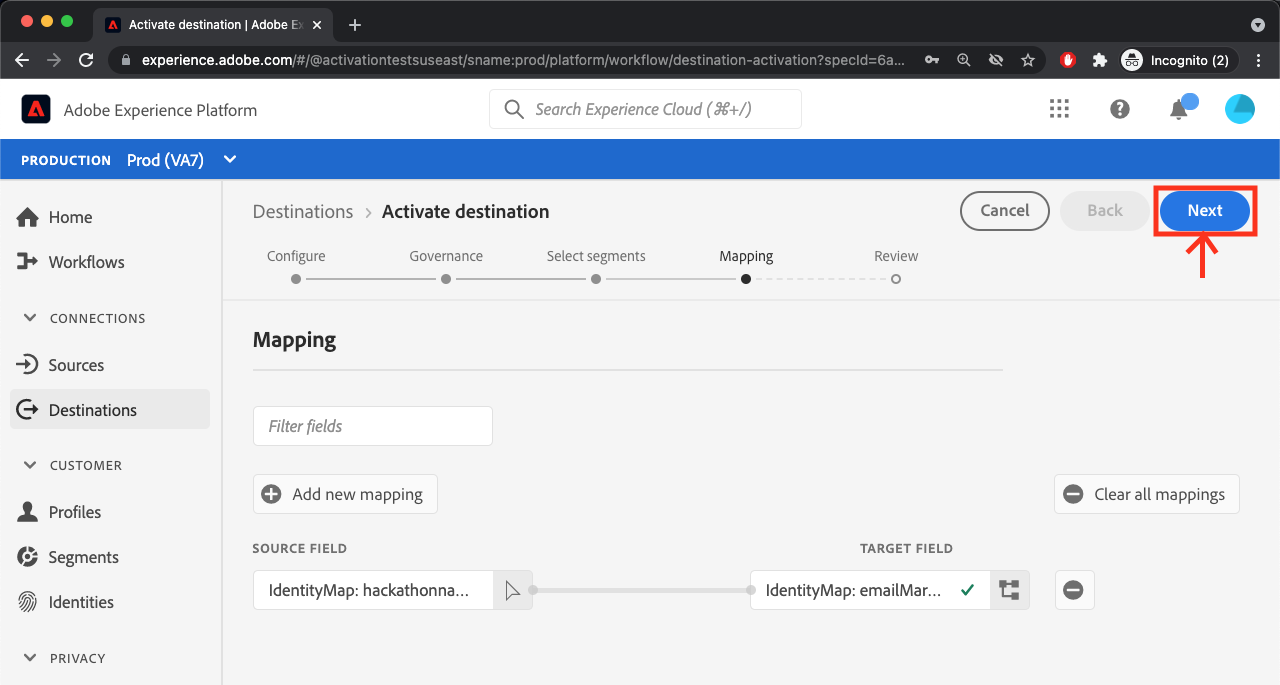 Activate destination | Adobe Ex
experience.adobe.com/#/@activationtestsuseast/sname:prod/platform/workflow/destination-activation?specId=6a...
Incognito (2)
Adobe Experience Platform
Search Experience Cloud (⌘+/)
PRODUCTION Prod (VA7)
Home
Workflows
CONNECTIONS
Sources
Destinations
CUSTOMER
Profiles
Segments
Identities
PRIVACY
Destinations > Activate destination
Cancel
Back
Next
Configure
Governance
Select segments
Mapping
Review
Mapping
Filter fields
Add new mapping
Clear all mappings
SOURCE FIELD
TARGET FIELD
IdentityMap: hackathonna...
IdentityMap: emailMar...